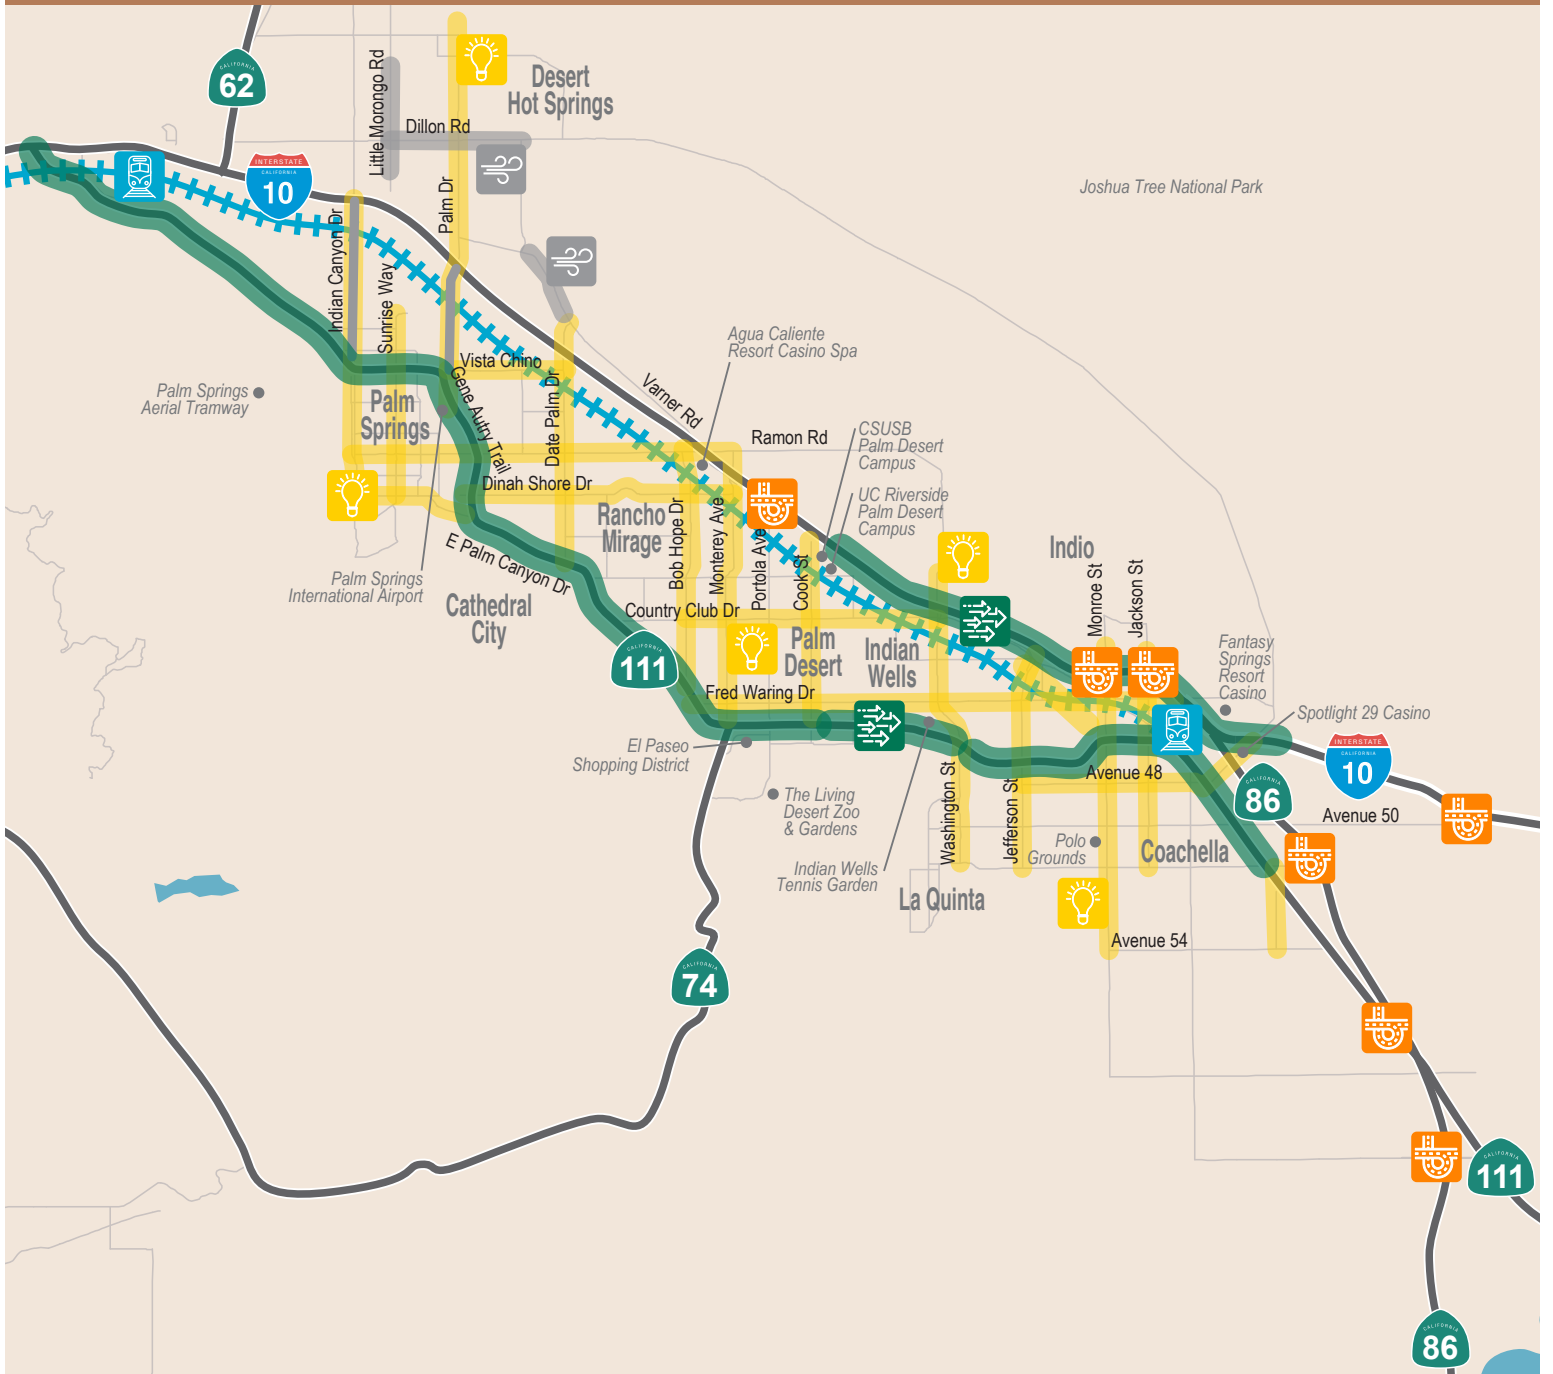 Desert
Hot Springs
CALIFORNIA
62
Little Morongo Rd
Dillon Rd
INTERSTATE
CALIFORNIA
10
Palm Dr
Joshua Tree National Park
Indian Canyon Dr
Sunrise Way
Agua Caliente
Resort Casino Spa
Vista Chino
Palm Springs
Aerial Tramway
Palm
Springs
Gene Autry Trail
Date Palm Dr
Varner Rd
Ramon Rd
CSUSB
Palm Desert
Campus
Dinah Shore Dr
UC Riverside
Palm Desert
Campus
Rancho
Mirage
Bob Hope Dr
Monterey Ave
Portola Ave
Cook St
Indio
E Palm Canyon Dr
Palm Springs
International Airport
Cathedral
City
Country Club Dr
Monroe St
Jackson St
CALIFORNIA
111
Palm
Desert
Indian
Wells
Fantasy
Springs
Resort
Casino
Fred Waring Dr
Spotlight 29 Casino
El Paseo
Shopping District
INTERSTATE
CALIFORNIA
10
Avenue 48
CALIFORNIA
86
The Living
Desert Zoo
& Gardens
Washington St
Jefferson St
Avenue 50
Polo
Grounds
Coachella
Indian Wells
Tennis Garden
La Quinta
Avenue 54
CALIFORNIA
74
CALIFORNIA
111
CALIFORNIA
86